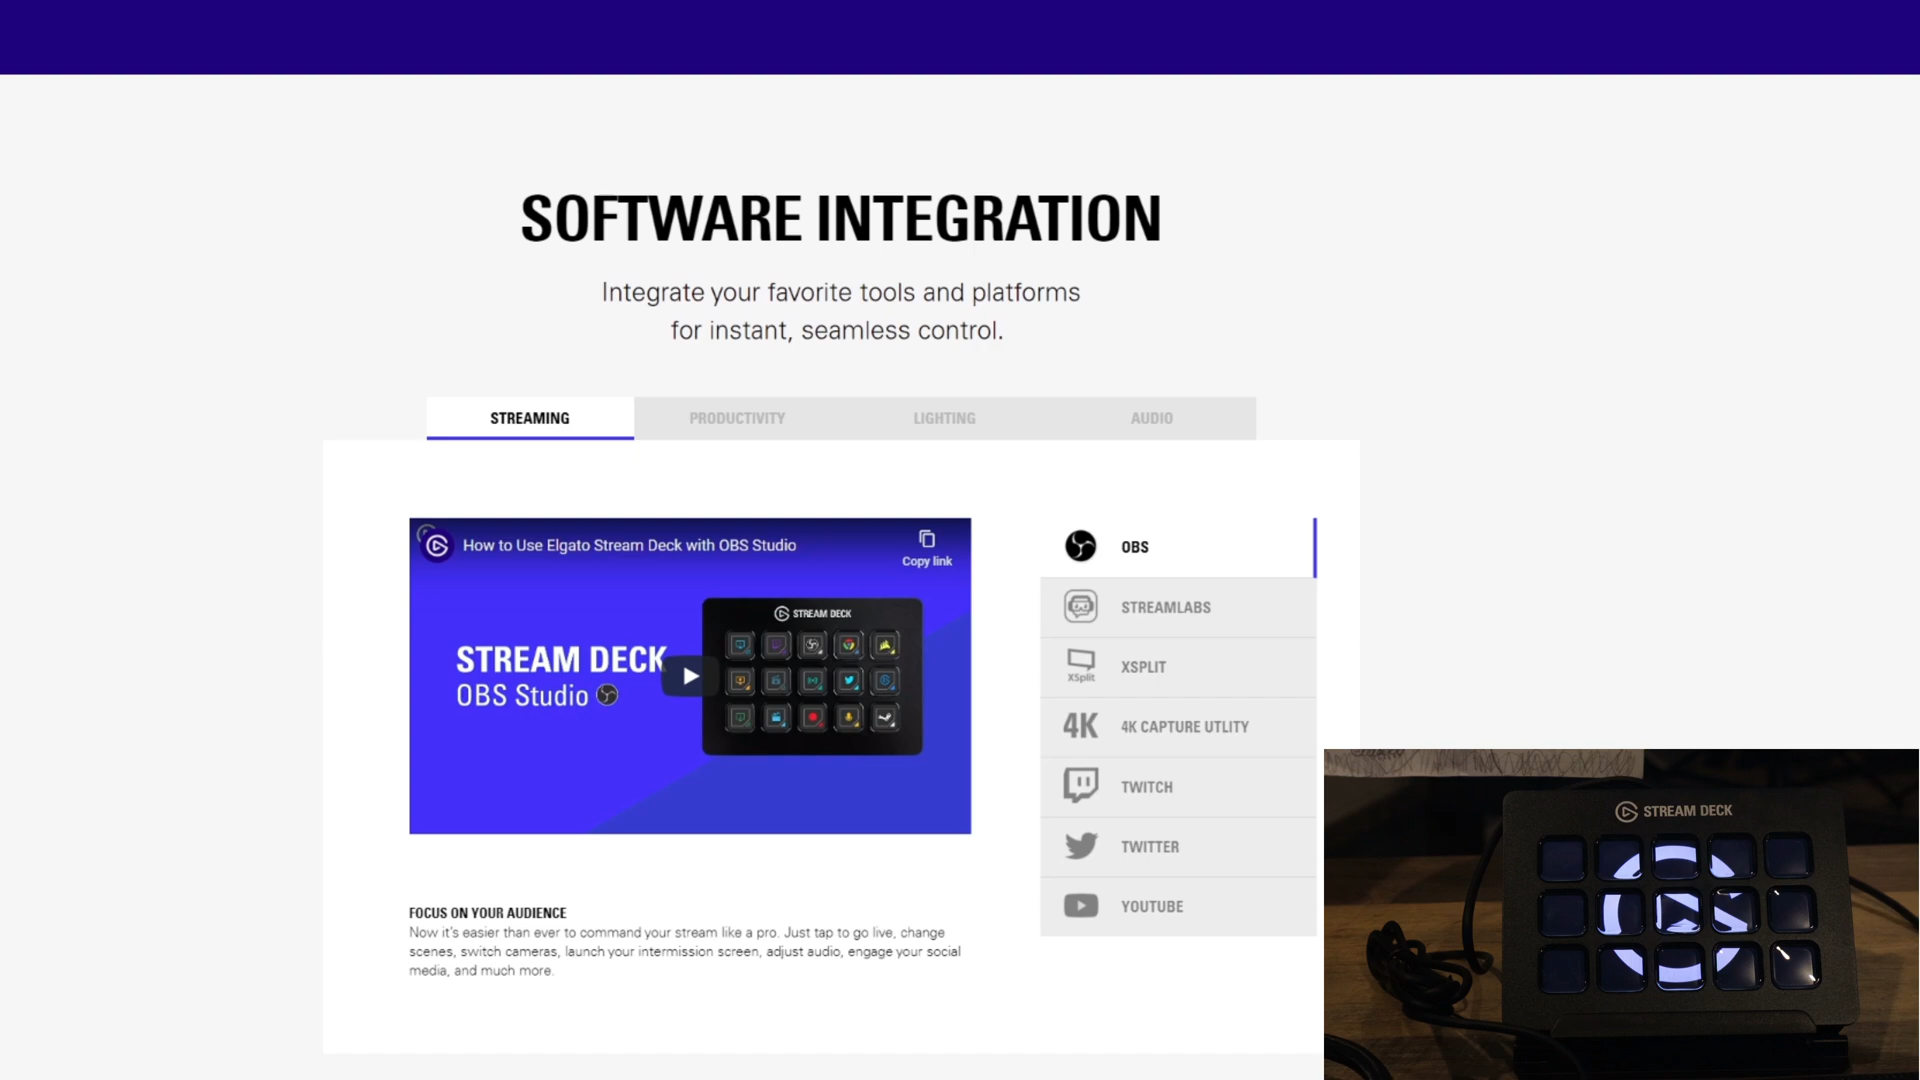 SOFTWARE INTEGRATION
Integrate your favorite tools and platforms
for instant, seamless control.
STREAMING
PRODUCTIVITY
LIGHTING
AUDIO
How to Use Elgato Stream Deck with OBS Studio
Copy link
STREAM DECK
STREAM DECK
OBS Studio
OBS
STREAMLABS
XSplit
XSPLIT
4K
4K CAPTURE UTLITY
TWITCH
TWITTER
YOUTUBE
FOCUS ON YOUR AUDIENCE
Now it's easier than ever to command your stream like a pro. Just tap to go live, change
scenes, switch cameras, launch your intermission screen, adjust audio, engage your social
media, and much more.
STREAM DECK